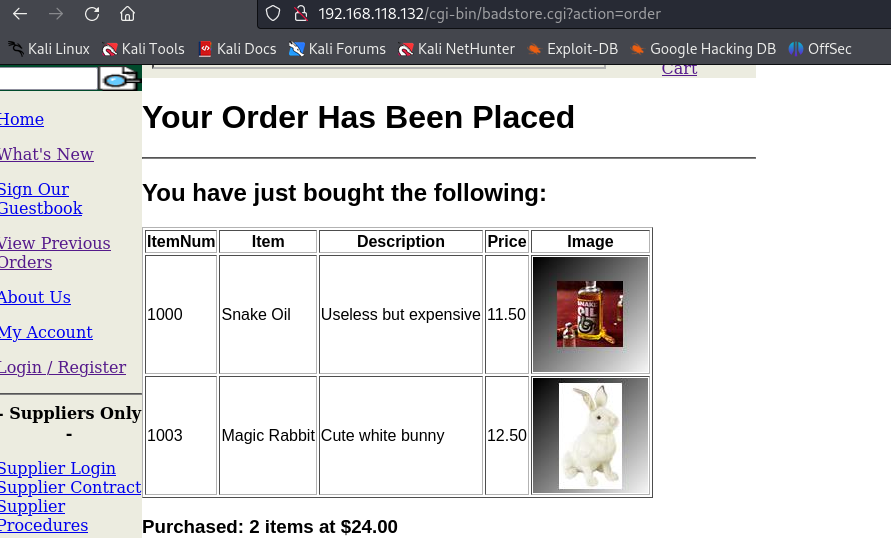 192.168.118.132/cgi-bin/badstore.cgi?action=order
Kali Linux Kali Tools Kali Docs Kali Forums Kali NetHunter Exploit-DB Google Hacking DB OffSec
Cart
Home
What's New
Sign Our
Guestbook
View Previous
Orders
About Us
My Account
Login / Register
- Suppliers Only
-
Supplier Login
Supplier Contract
Supplier
Procedures
Your Order Has Been Placed
You have just bought the following:
ItemNum Item Description Price Image
1000 Snake Oil Useless but expensive 11.50
SNAKE
OIL
1003 Magic Rabbit Cute white bunny 12.50
Purchased: 2 items at $24.00